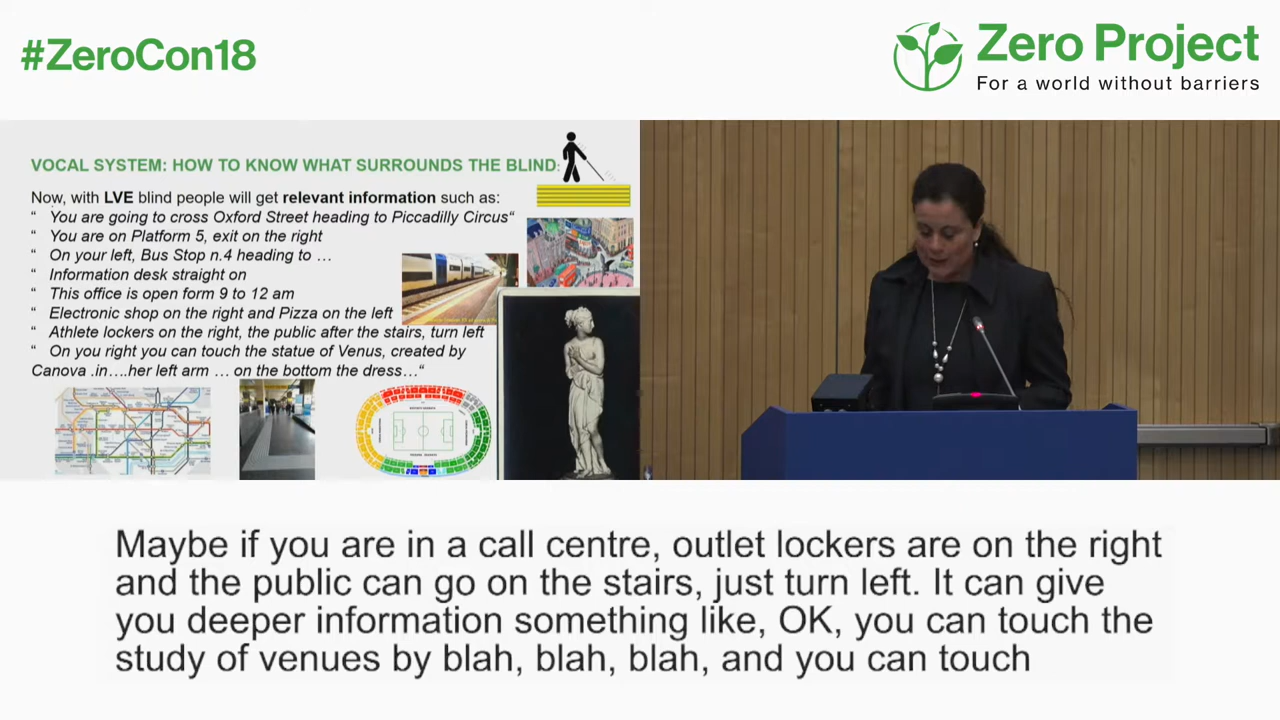 #ZeroCon18
Zero Project
For a world without barriers
VOCAL SYSTEM: HOW TO KNOW WHAT SURROUNDS THE BLIND:
Now, with LVE blind people will get relevant information such as:
“ You are going to cross Oxford Street heading to Piccadilly Circus“
“ You are on Platform 5, exit on the right
“ On your left, Bus Stop n.4 heading to …
“ Information desk straight on
“ This office is open form 9 to 12 am
“ Electronic shop on the right and Pizza on the left
“ Athlete lockers on the right, the public after the stairs, turn left
“ On you right you can touch the statue of Venus, created by
Canova .in….her left arm … on the bottom the dress…“
Maybe if you are in a call centre, outlet lockers are on the right
and the public can go on the stairs, just turn left. It can give
you deeper information something like, OK, you can touch the
study of venues by blah, blah, blah, and you can touch